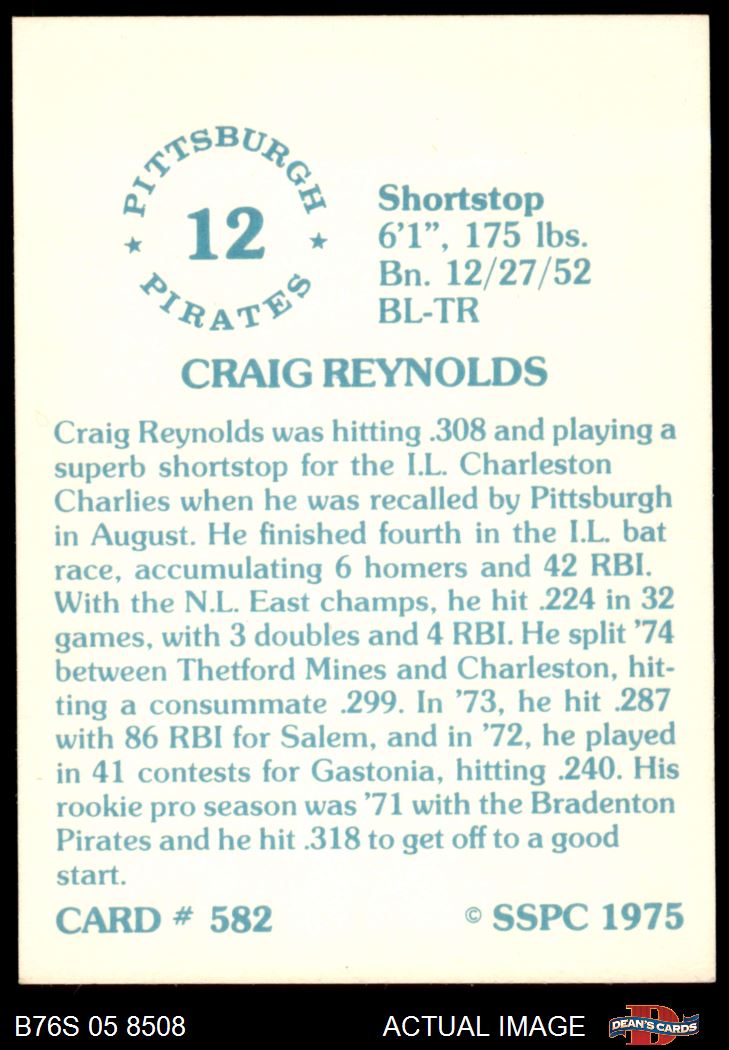 PITTSBURGH
12
PIRATES
Shortstop
6'1", 175 lbs.
Bn. 12/27/52
BL-TR
CRAIG REYNOLDS
Craig Reynolds was hitting .308 and playing a
superb shortstop for the I.L. Charleston
Charlies when he was recalled by Pittsburgh
in August. He finished fourth in the I.L. bat
race, accumulating 6 homers and 42 RBI.
With the N.L. East champs, he hit .224 in 32
games, with 3 doubles and 4 RBI. He split '74
between Thetford Mines and Charleston, hit-
ting a consummate .299. In '73, he hit .287
with 86 RBI for Salem, and in '72, he played
in 41 contests for Gastonia, hitting .240. His
rookie pro season was '71 with the Bradenton
Pirates and he hit .318 to get off to a good
start.
CARD # 582 © SSPC 1975
B76S 05 8508 ACTUAL IMAGE D DEAN'S CARDS